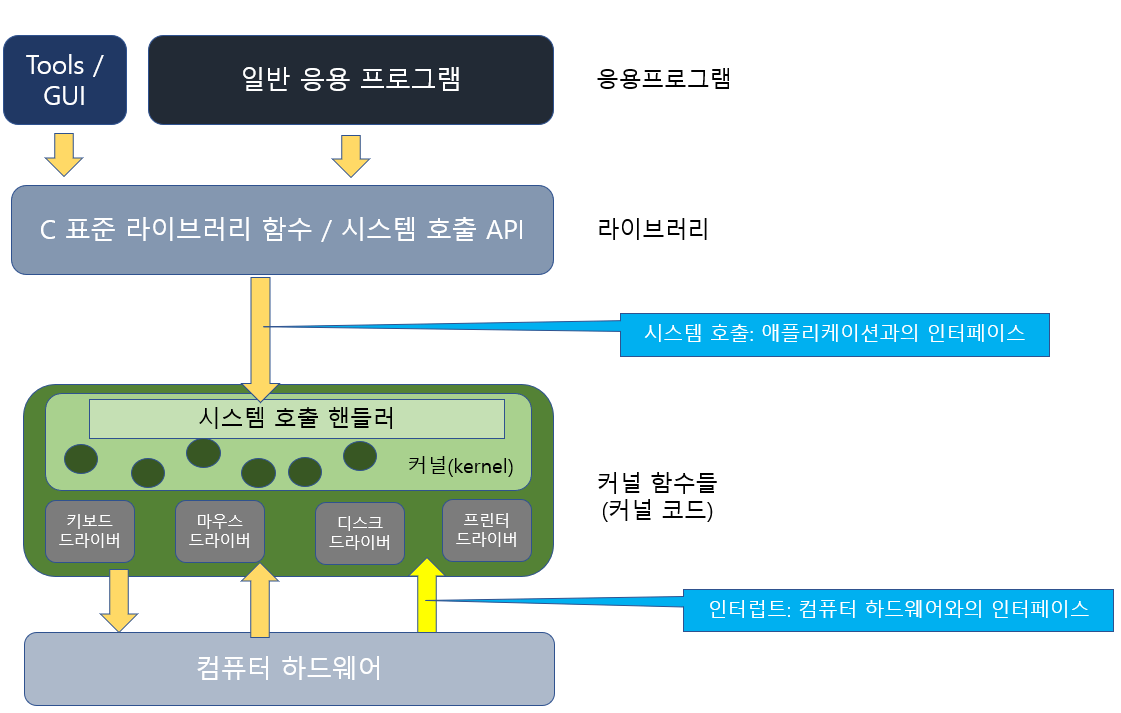 Tools /
GUI
일반 응용 프로그램
응용프로그램
C 표준 라이브러리 함수 / 시스템 호출 API
라이브러리
시스템 호출: 애플리케이션과의 인터페이스
시스템 호출 핸들러
커널(kernel)
커널 함수들
(커널 코드)
키보드
드라이버
마우스
드라이버
디스크
드라이버
프린터
드라이버
인터럽트: 컴퓨터 하드웨어와의 인터페이스
컴퓨터 하드웨어